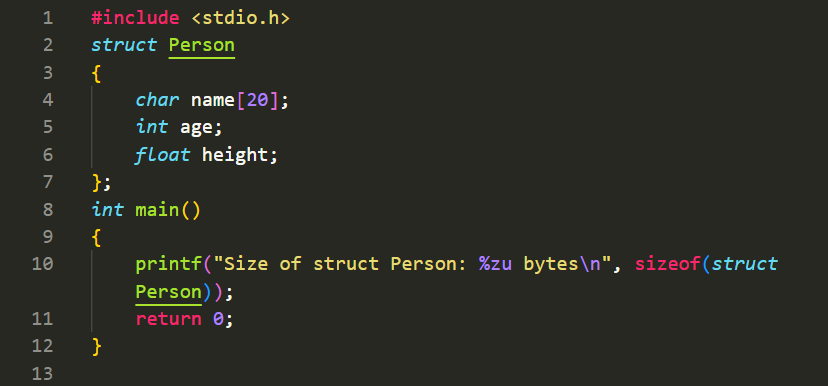 1 #include <stdio.h>
2 struct Person
3 {
4     char name[20];
5     int age;
6     float height;
7 };
8 int main()
9 {
10     printf("Size of struct Person: %zu bytes\n", sizeof(struct
    Person));
11     return 0;
12 }
13